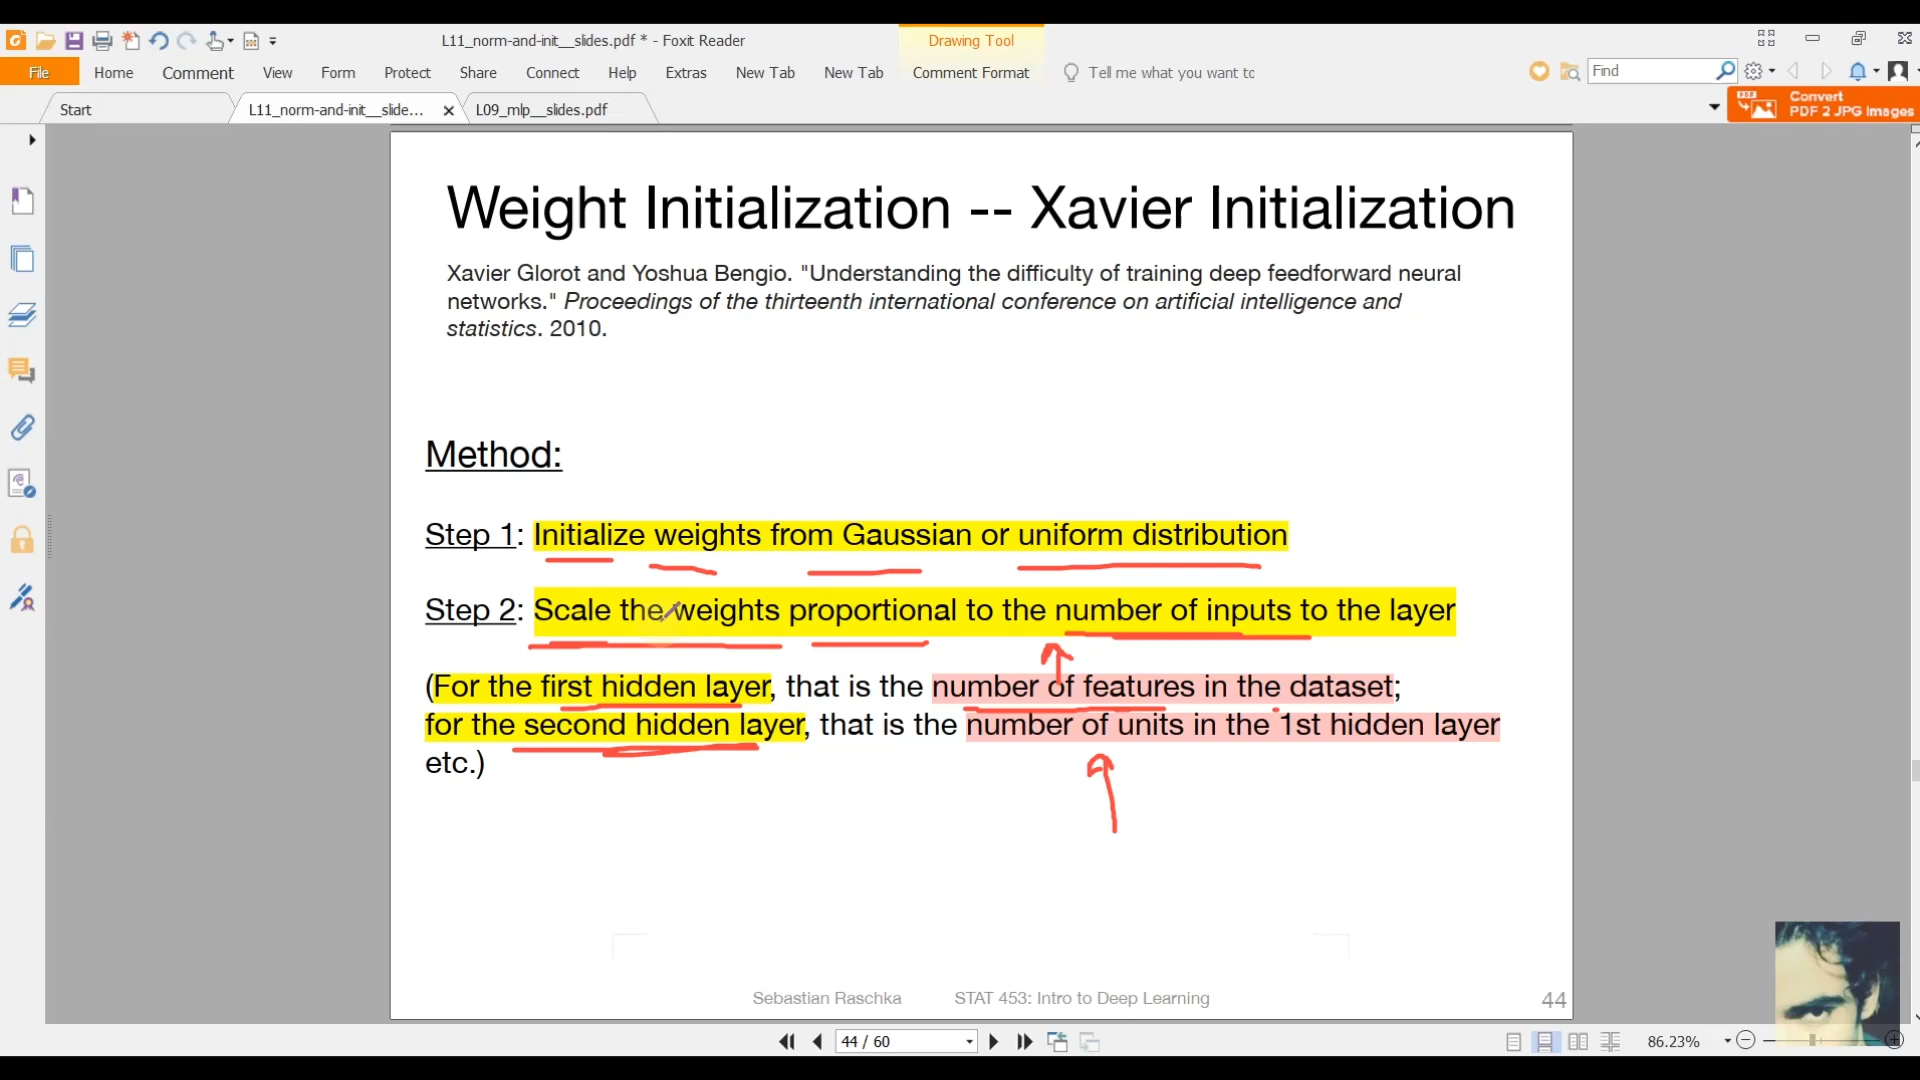 L11_norm-and-init__slides.pdf * - Foxit Reader
Drawing Tool
File Home Comment View Form Protect Share Connect Help Extras New Tab New Tab Comment Format Tell me what you want to Find
Start L11_norm-and-init__slide... L09_mlp__slides.pdf
Convert
PDF 2 JPG Images
Weight Initialization -- Xavier Initialization
Xavier Glorot and Yoshua Bengio. "Understanding the difficulty of training deep feedforward neural
networks." Proceedings of the thirteenth international conference on artificial intelligence and
statistics. 2010.
Method:
Step 1: Initialize weights from Gaussian or uniform distribution
Step 2: Scale the weights proportional to the number of inputs to the layer
(For the first hidden layer, that is the number of features in the dataset;
for the second hidden layer, that is the number of units in the 1st hidden layer
etc.)
Sebastian Raschka STAT 453: Intro to Deep Learning 44
44 / 60 86.23%